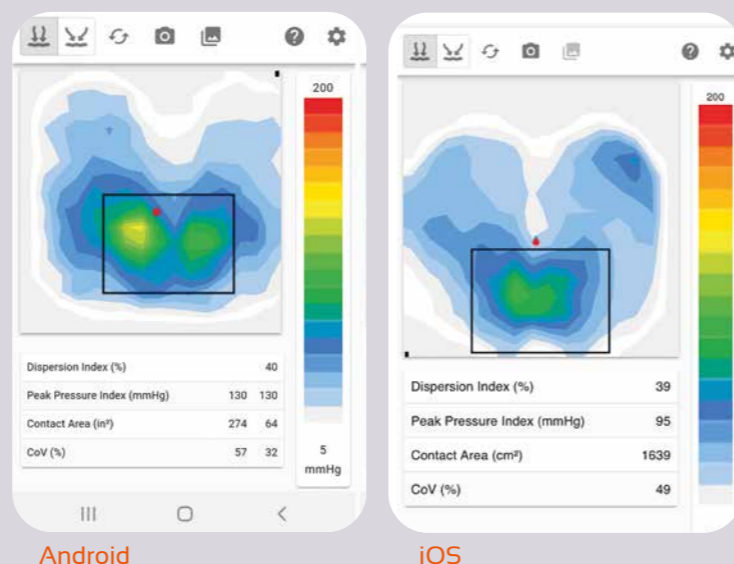 200
Dispersion Index (%) 40
Peak Pressure Index (mmHg) 130 130
Contact Area (in²) 274 64
CoV (%) 57 32
5
mmHg
Android
200
Dispersion Index (%) 39
Peak Pressure Index (mmHg) 95
Contact Area (cm²) 1639
CoV (%) 49
iOS